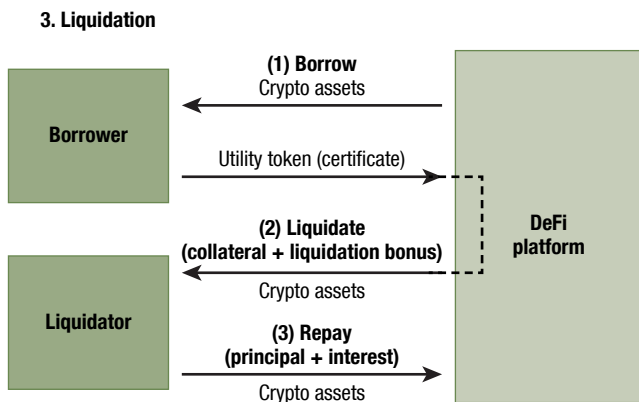 3. Liquidation
(1) Borrow
Crypto assets
Borrower
Utility token (certificate)
(2) Liquidate
(collateral + liquidation bonus)
Crypto assets
DeFi
platform
Liquidator
(3) Repay
(principal + interest)
Crypto assets